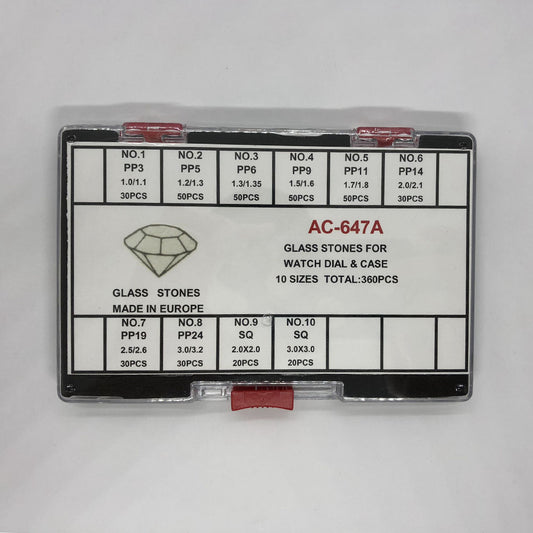 NO.1 NO.2 NO.3 NO.4 NO.5 NO.6
PP3 PP5 PP6 PP9 PP11 PP14
1.0/1.1 1.2/1.3 1.3/1.35 1.5/1.6 1.7/1.8 2.0/2.1
30PCS 50PCS 50PCS 50PCS 50PCS 30PCS
AC-647A
GLASS STONES FOR
WATCH DIAL & CASE
10 SIZES TOTAL:360PCS
GLASS STONES
MADE IN EUROPE
NO.7 NO.8 NO.9 NO.10
PP19 PP24 SQ SQ
2.5/2.6 3.0/3.2 2.0X2.0 3.0X3.0
30PCS 30PCS 20PCS 20PCS